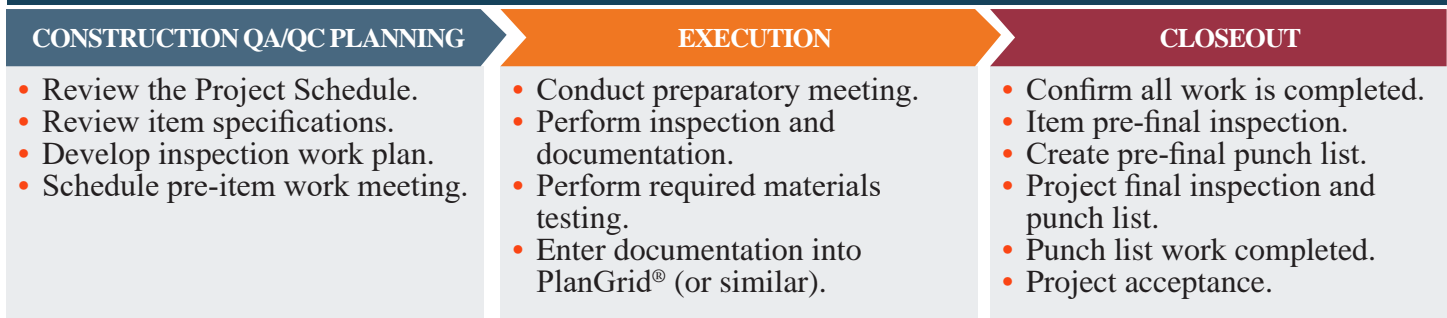 CONSTRUCTION QA/QC PLANNING
• Review the Project Schedule.
• Review item specifications.
• Develop inspection work plan.
• Schedule pre-item work meeting.
EXECUTION
• Conduct preparatory meeting.
• Perform inspection and
documentation.
• Perform required materials
testing.
• Enter documentation into
PlanGrid® (or similar).
CLOSEOUT
• Confirm all work is completed.
• Item pre-final inspection.
• Create pre-final punch list.
• Project final inspection and
punch list.
• Punch list work completed.
• Project acceptance.